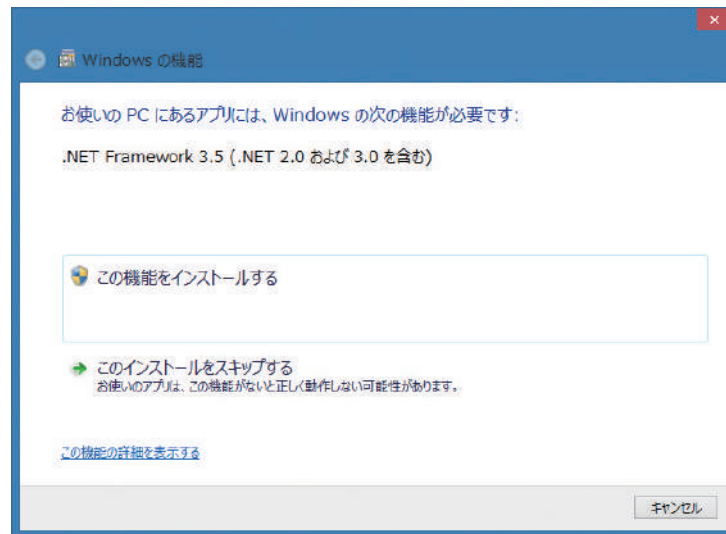 Windows の機能
お使いの PC にあるアプリには、Windows の次の機能が必要です:
.NET Framework 3.5 (.NET 2.0 および 3.0 を含む)
この機能をインストールする
このインストールをスキップする
お使いのアプリは、この機能がないと正しく動作しない可能性があります。
この機能の詳細を表示する
キャンセル